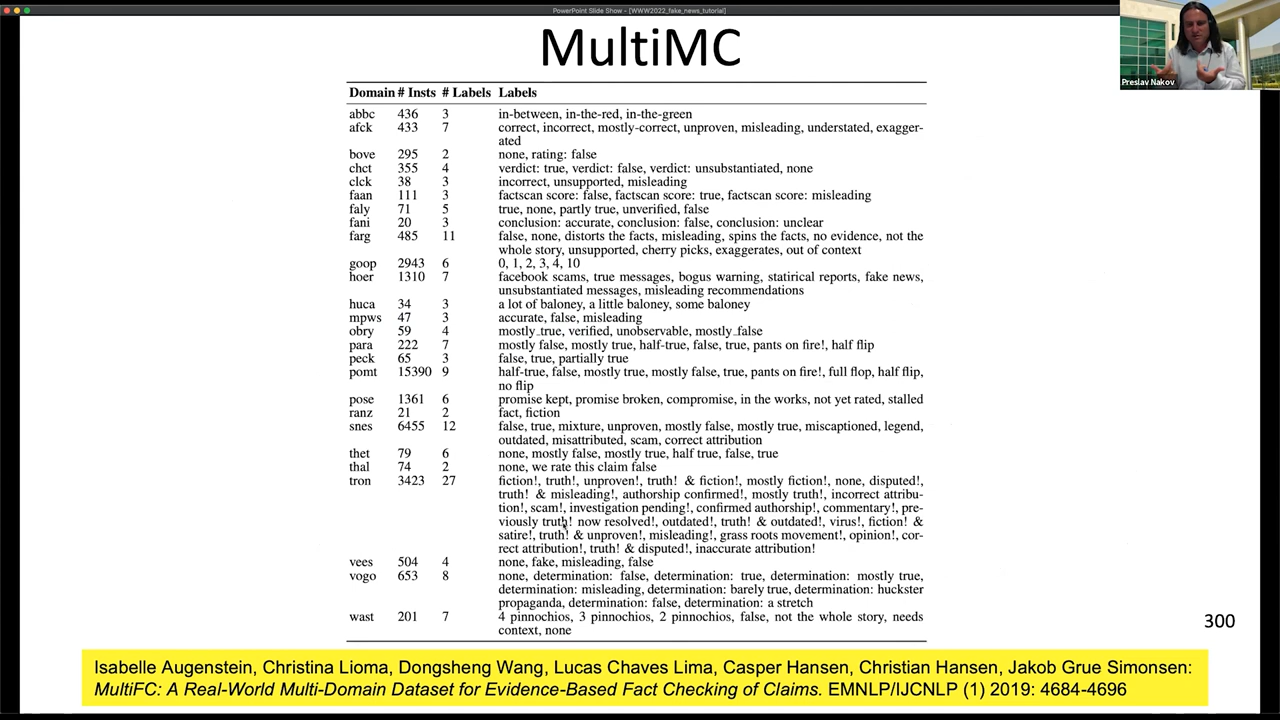 PowerPoint Slide Show - [WWW2022_fake_news_tutorial]
Preslav Nakov
MultiMC
Domain # Insts # Labels Labels
abbc 436 3 in-between, in-the-red, in-the-green
afck 433 7 correct, incorrect, mostly-correct, unproven, misleading, understated, exagger-
ated
bove 295 2 none, rating: false
chct 355 4 verdict: true, verdict: false, verdict: unsubstantiated, none
clck 38 3 incorrect, unsupported, misleading
faan 111 3 factscan score: false, factscan score: true, factscan score: misleading
faly 71 5 true, none, partly true, unverified, false
fani 20 3 conclusion: accurate, conclusion: false, conclusion: unclear
farg 485 11 false, none, distorts the facts, misleading, spins the facts, no evidence, not the
whole story, unsupported, cherry picks, exaggerates, out of context
goop 2943 6 0, 1, 2, 3, 4, 10
hoer 1310 7 facebook scams, true messages, bogus warning, statirical reports, fake news,
unsubstantiated messages, misleading recommendations
huca 34 3 a lot of baloney, a little baloney, some baloney
mpws 47 3 accurate, false, misleading
obry 59 4 mostly_true, verified, unobservable, mostly_false
para 222 7 mostly false, mostly true, half-true, false, true, pants on fire!, half flip
peck 65 3 false, true, partially true
pomt 15390 9 half-true, false, mostly true, mostly false, true, pants on fire!, full flop, half flip,
no flip
pose 1361 6 promise kept, promise broken, compromise, in the works, not yet rated, stalled
ranz 21 2 fact, fiction
snes 6455 12 false, true, mixture, unproven, mostly false, mostly true, miscaptioned, legend,
outdated, misattributed, scam, correct attribution
thet 79 6 none, mostly false, mostly true, half true, false, true
thal 74 2 none, we rate this claim false
tron 3423 27 fiction!, truth!, unproven!, truth! & fiction!, mostly fiction!, none, disputed!,
truth! & misleading!, authorship confirmed!, mostly truth!, incorrect attribu-
tion!, scam!, investigation pending!, confirmed authorship!, commentary!, pre-
viously truth! now resolved!, outdated!, truth! & outdated!, virus!, fiction! &
satire!, truth! & unproven!, misleading!, grass roots movement!, opinion!, cor-
rect attribution!, truth! & disputed!, inaccurate attribution!
vees 504 4 none, fake, misleading, false
vogo 653 8 none, determination: false, determination: true, determination: mostly true,
determination: misleading, determination: barely true, determination: huckster
propaganda, determination: false, determination: a stretch
wast 201 7 4 pinnochios, 3 pinnochios, 2 pinnochios, false, not the whole story, needs
context, none
300
Isabelle Augenstein, Christina Lioma, Dongsheng Wang, Lucas Chaves Lima, Casper Hansen, Christian Hansen, Jakob Grue Simonsen:
MultiFC: A Real-World Multi-Domain Dataset for Evidence-Based Fact Checking of Claims. EMNLP/IJCNLP (1) 2019: 4684-4696